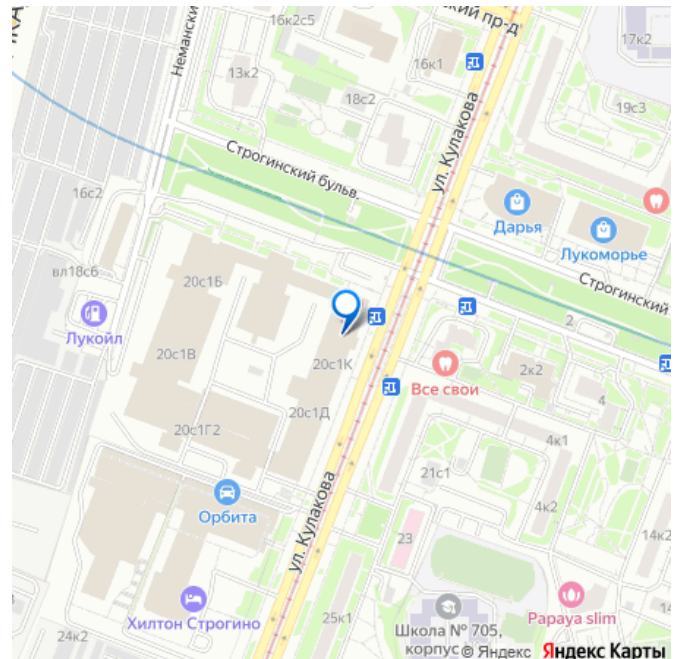 16к2с5
ский пр-д
17к2
Неманский
13к2
16к1
18с2
19с3
ул. Кулакова
Строгинский бульв.
16с2
Дарья
Лукоморье
вл18с6
20с1Б
Строгинский
Лукойл
2
20с1В
20с1К
2к2
Все свои
4
20с1Д
20с1Г2
4к1
21с1
Орбита
4к2
ул. Кулакова
23
14к2
Хилтон Строгино
25к1
Школа № 705,
корпус
Papaya slim
14
24к2
© Яндекс Яндекс Карты